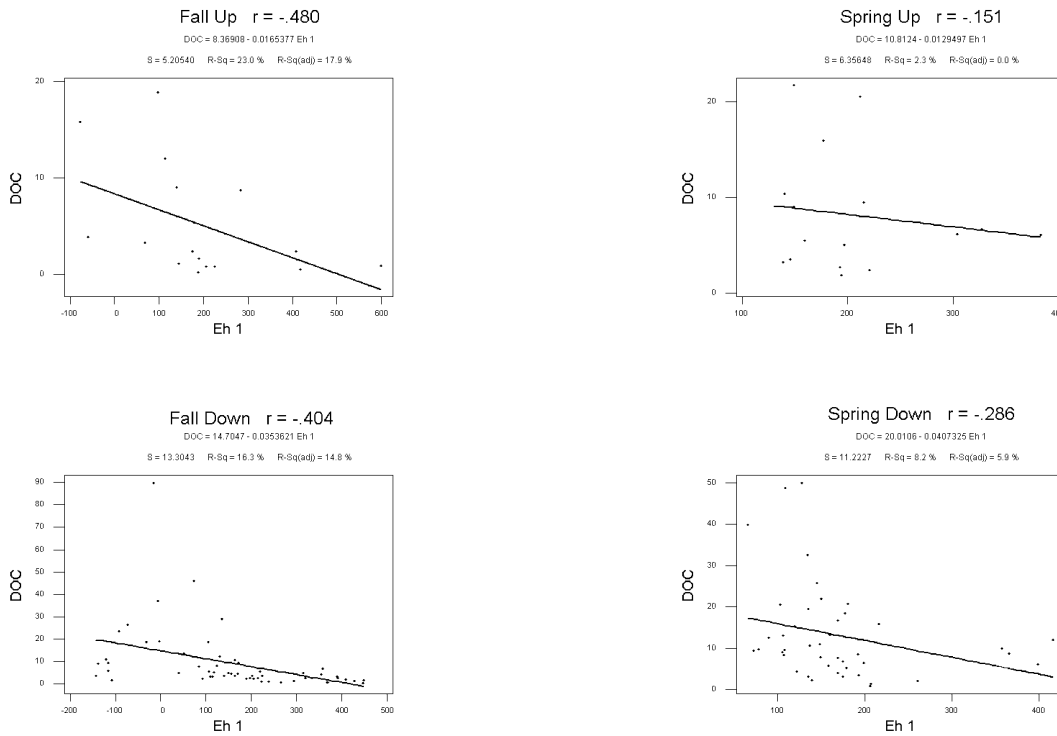 Fall Up r = -.480
DOC = 8.36908 - 0.0165377 Eh 1
S = 5.20540 R-Sq = 23.0 % R-Sq(adj) = 17.9 %
20
10
0
DOC
-100 0 100 200 300 400 500 600
Eh 1
Spring Up r = -.151
DOC = 10.8124 - 0.0129497 Eh 1
S = 6.35648 R-Sq = 2.3 % R-Sq(adj) = 0.0 %
20
10
0
DOC
100 200 300
Eh 1
Fall Down r = -.404
DOC = 14.7047 - 0.0353621 Eh 1
S = 13.3043 R-Sq = 16.3 % R-Sq(adj) = 14.8 %
90
80
70
60
50
40
30
20
10
0
DOC
-200 -100 0 100 200 300 400 500
Eh 1
Spring Down r = -.286
DOC = 20.0106 - 0.0407325 Eh 1
S = 11.2227 R-Sq = 8.2 % R-Sq(adj) = 5.9 %
50
40
30
20
10
0
DOC
100 200 300 400
Eh 1